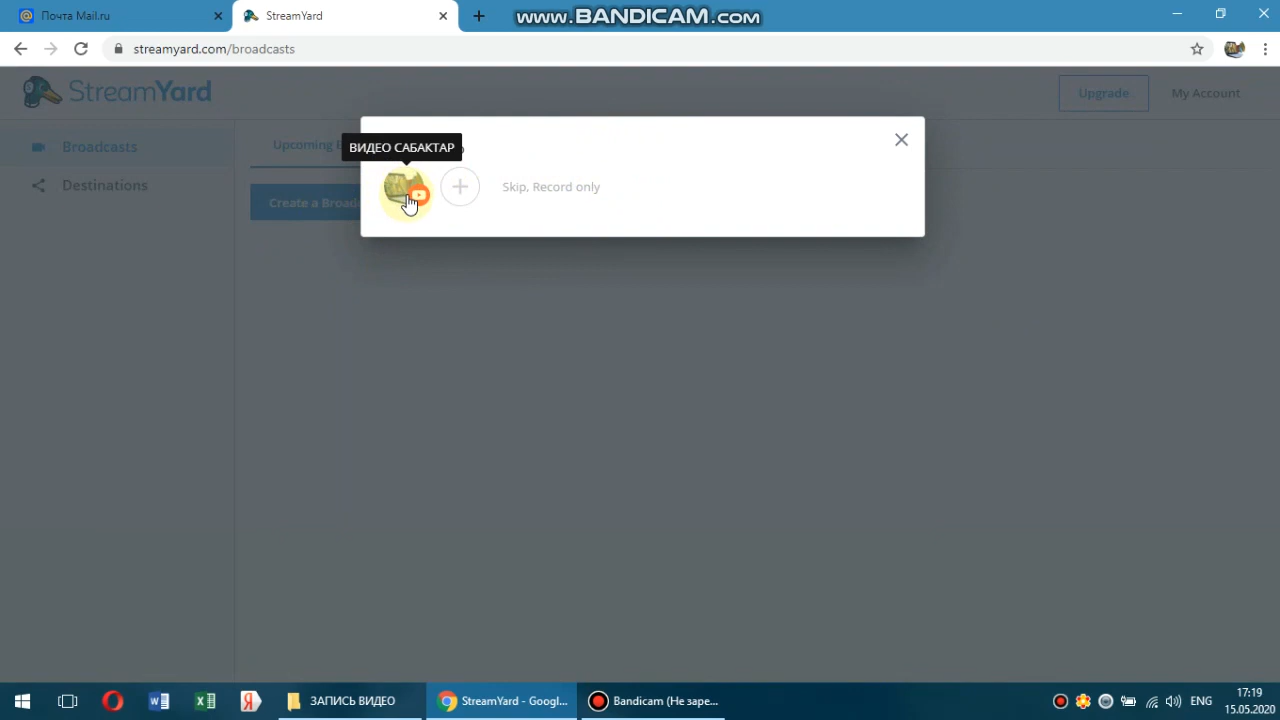 Почта Mail.ru
StreamYard
www.BANDICAM.com
streamyard.com/broadcasts
StreamYard
Upgrade
My Account
Broadcasts
Destinations
Upcoming
ВИДЕО САБАКТАР
Create a Broad
Skip, Record only
ЗАПИСЬ ВИДЕО
StreamYard - Googl...
Bandicam (Не заре...
ENG
17:19
15.05.2020